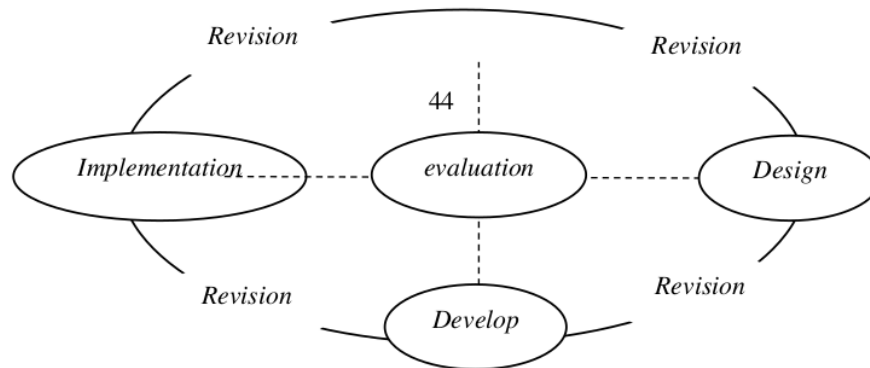 Revision
Revision
44
Implementation
evaluation
Design
Revision
Revision
Develop